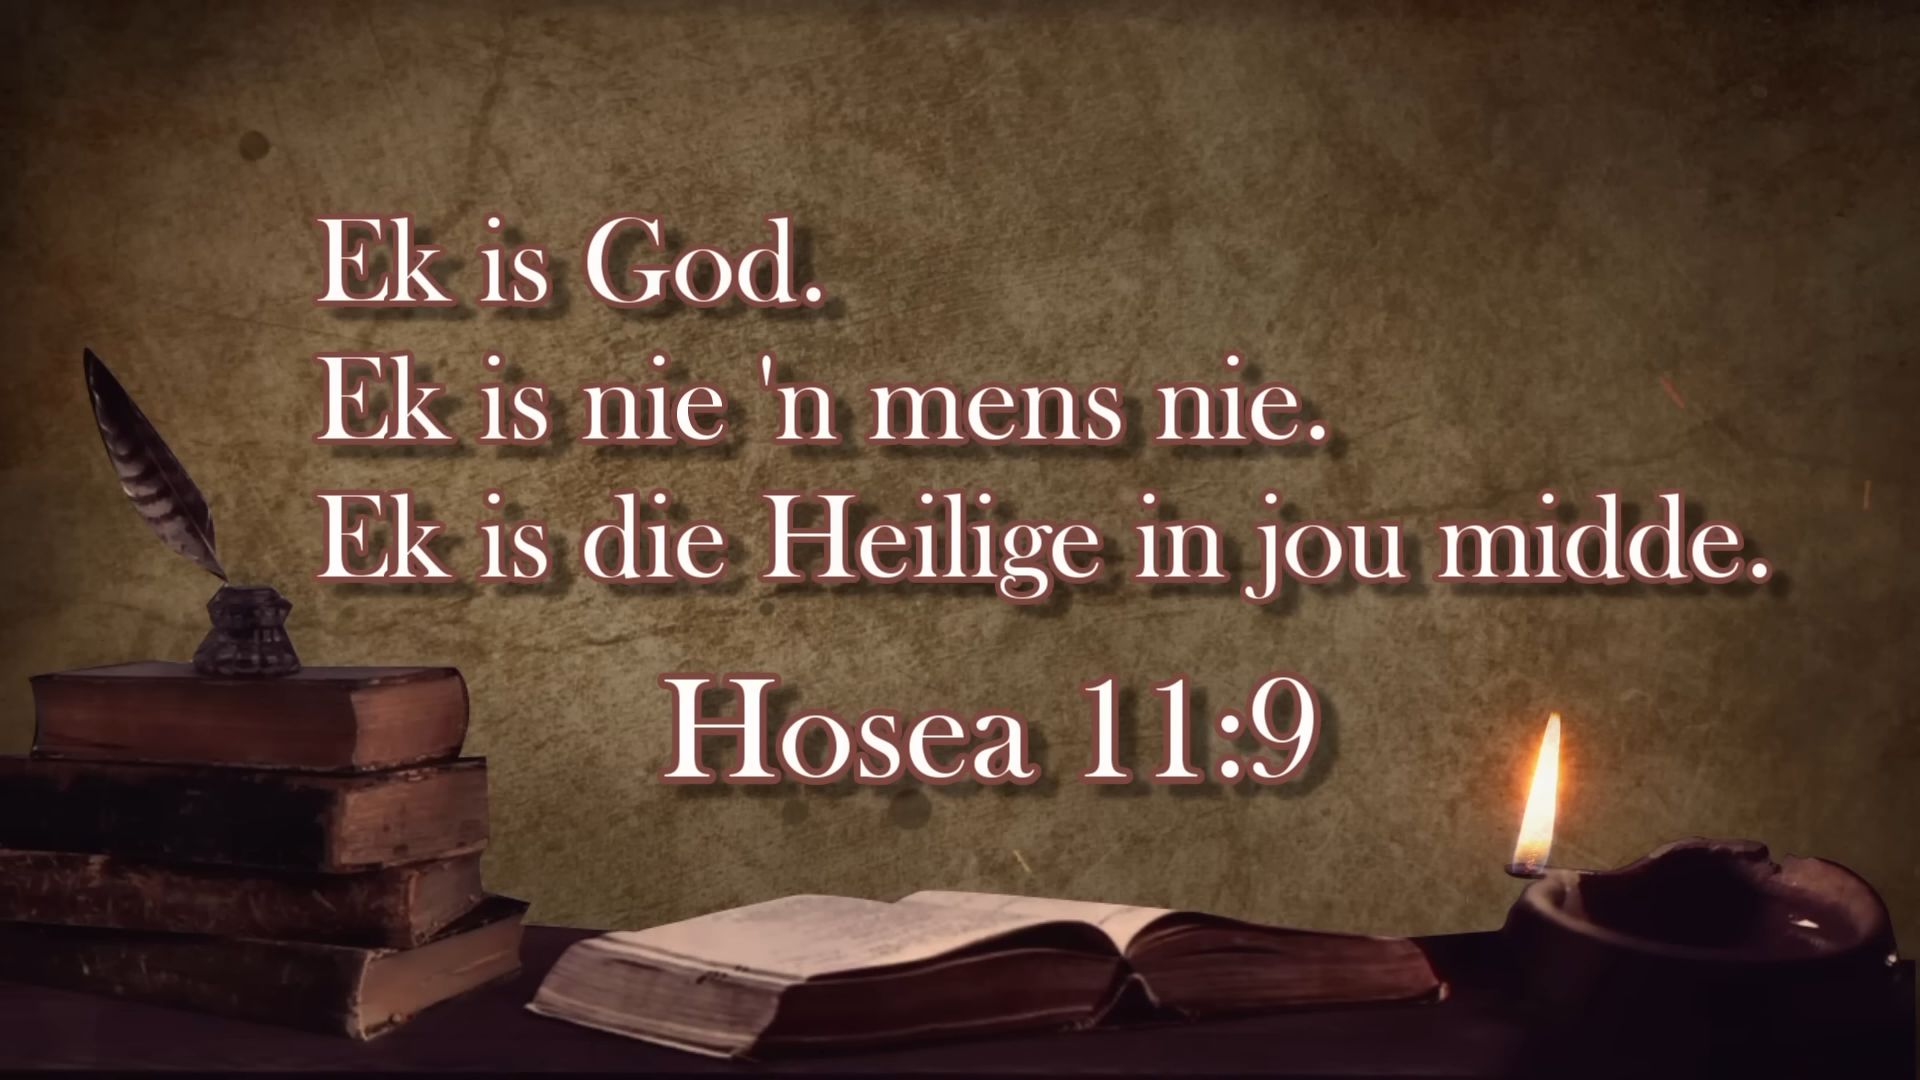 Ek is God.
Ek is nie 'n mens nie.
Ek is die Heilige in jou midde.
Hosea 11:9